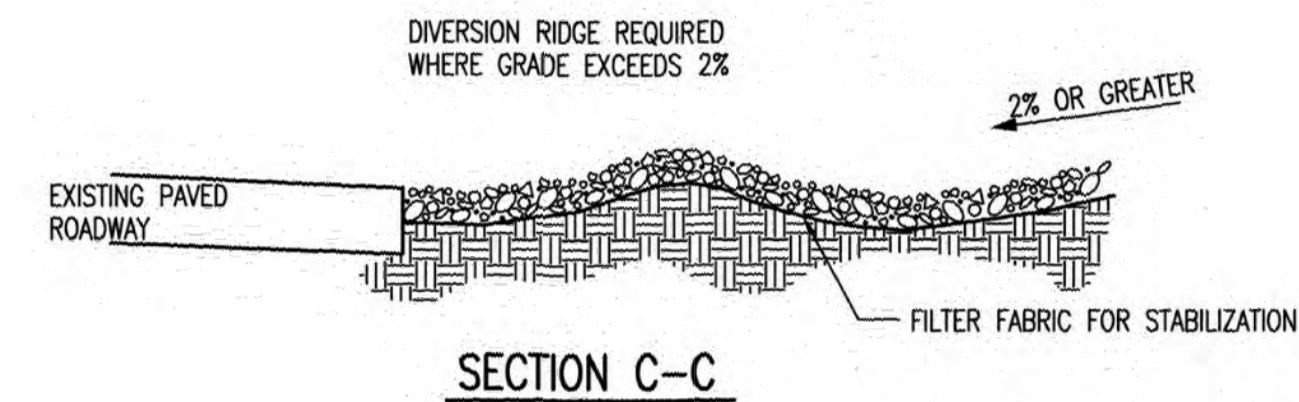 DIVERSION RIDGE REQUIRED
WHERE GRADE EXCEEDS 2%
2% OR GREATER
EXISTING PAVED
ROADWAY
FILTER FABRIC FOR STABILIZATION
SECTION C-C